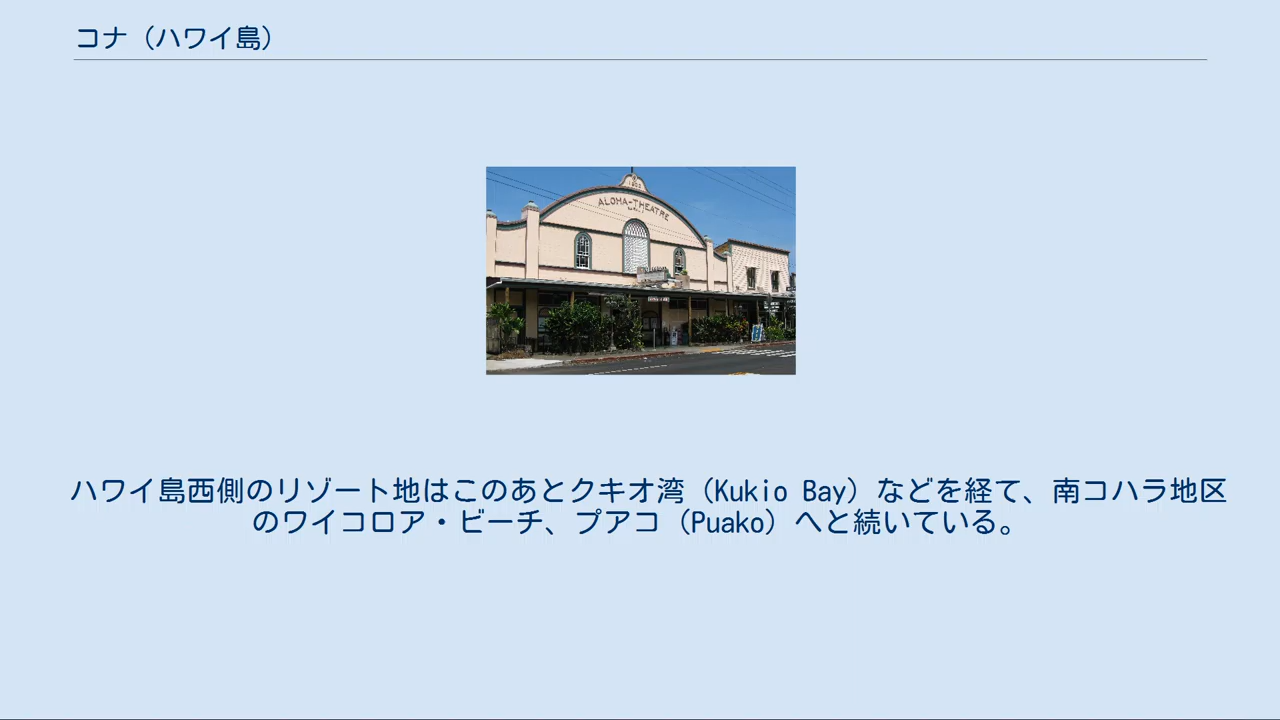 コナ（ハワイ島）
ALOHA-THEATRE
ハワイ島西側のリゾート地はこのあとクキオ湾（Kukio Bay）などを経て、南コハラ地区
のワイコロア・ビーチ、プアコ（Puako）へと続いている。